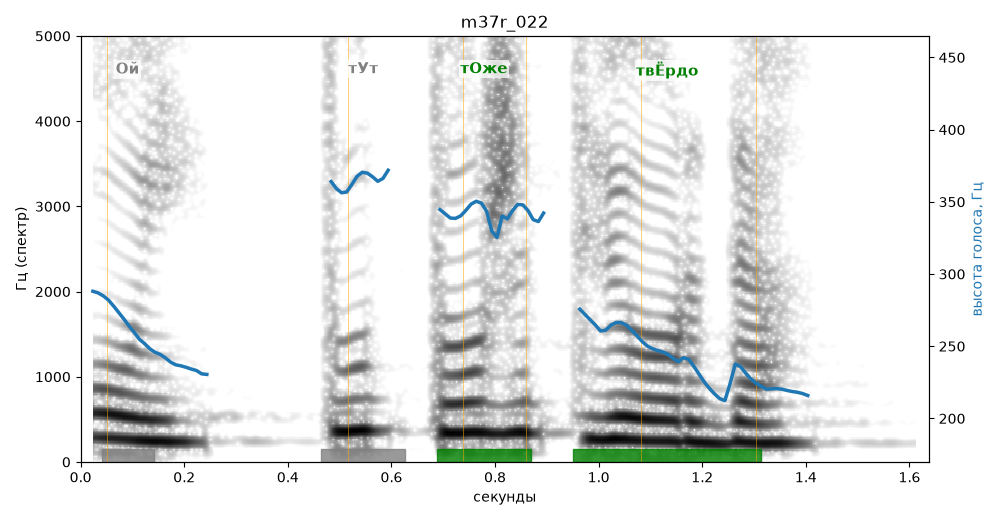 m37r_022
5000
4000
3000
2000
1000
0
Гц (спектр)
Ой
тУт
тОже
твЁрдо
450
400
350
300
250
200
высота голоса, Гц
0.0 0.2 0.4 0.6 0.8 1.0 1.2 1.4 1.6
секунды